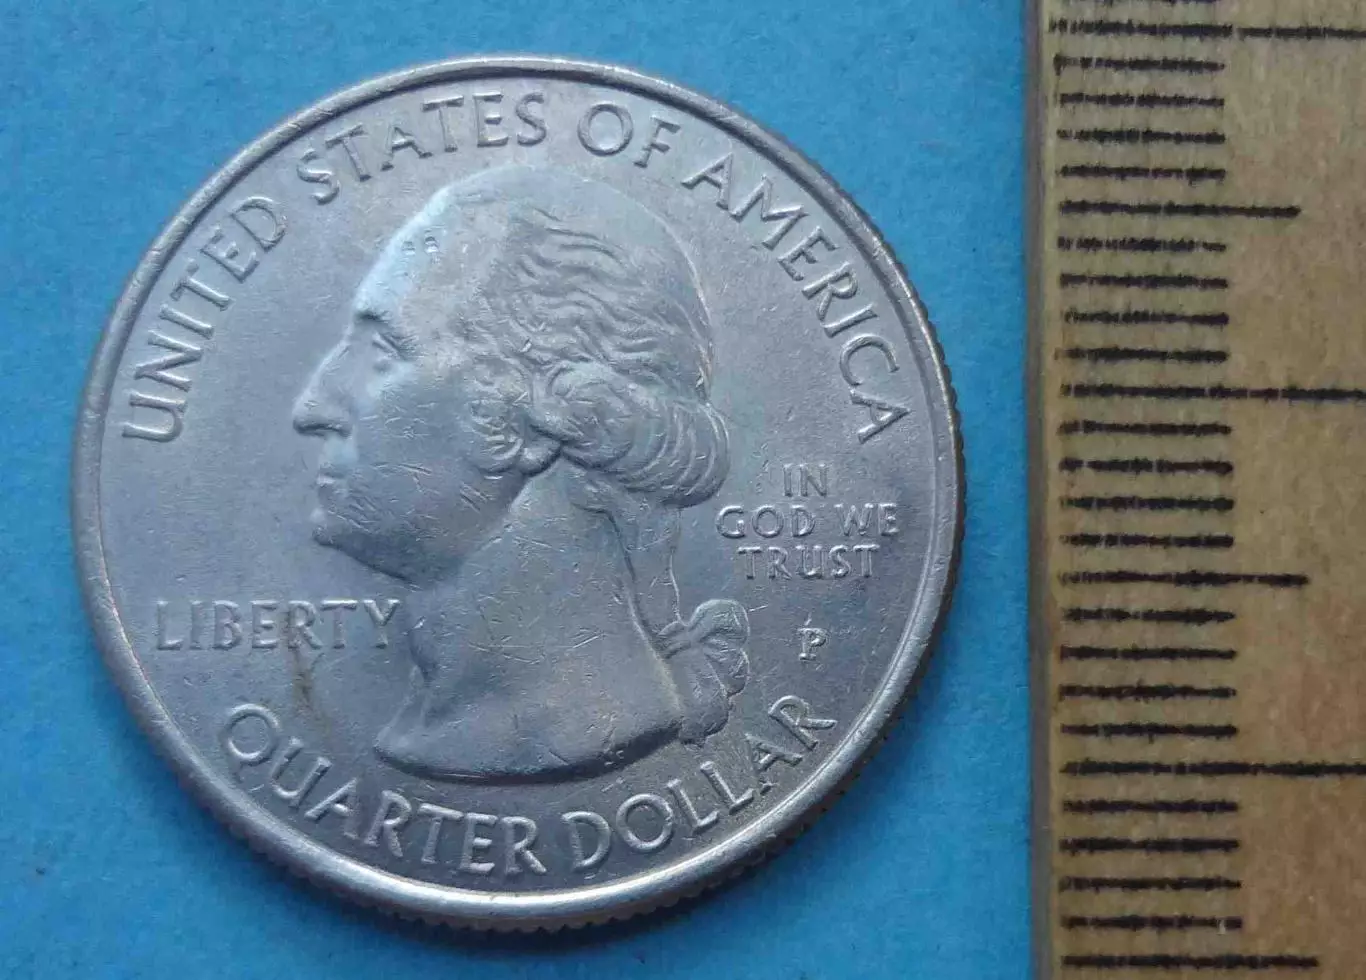 UNITED STATES OF AMERICA
IN
GOD WE
TRUST
LIBERTY
P
QUARTER DOLLAR